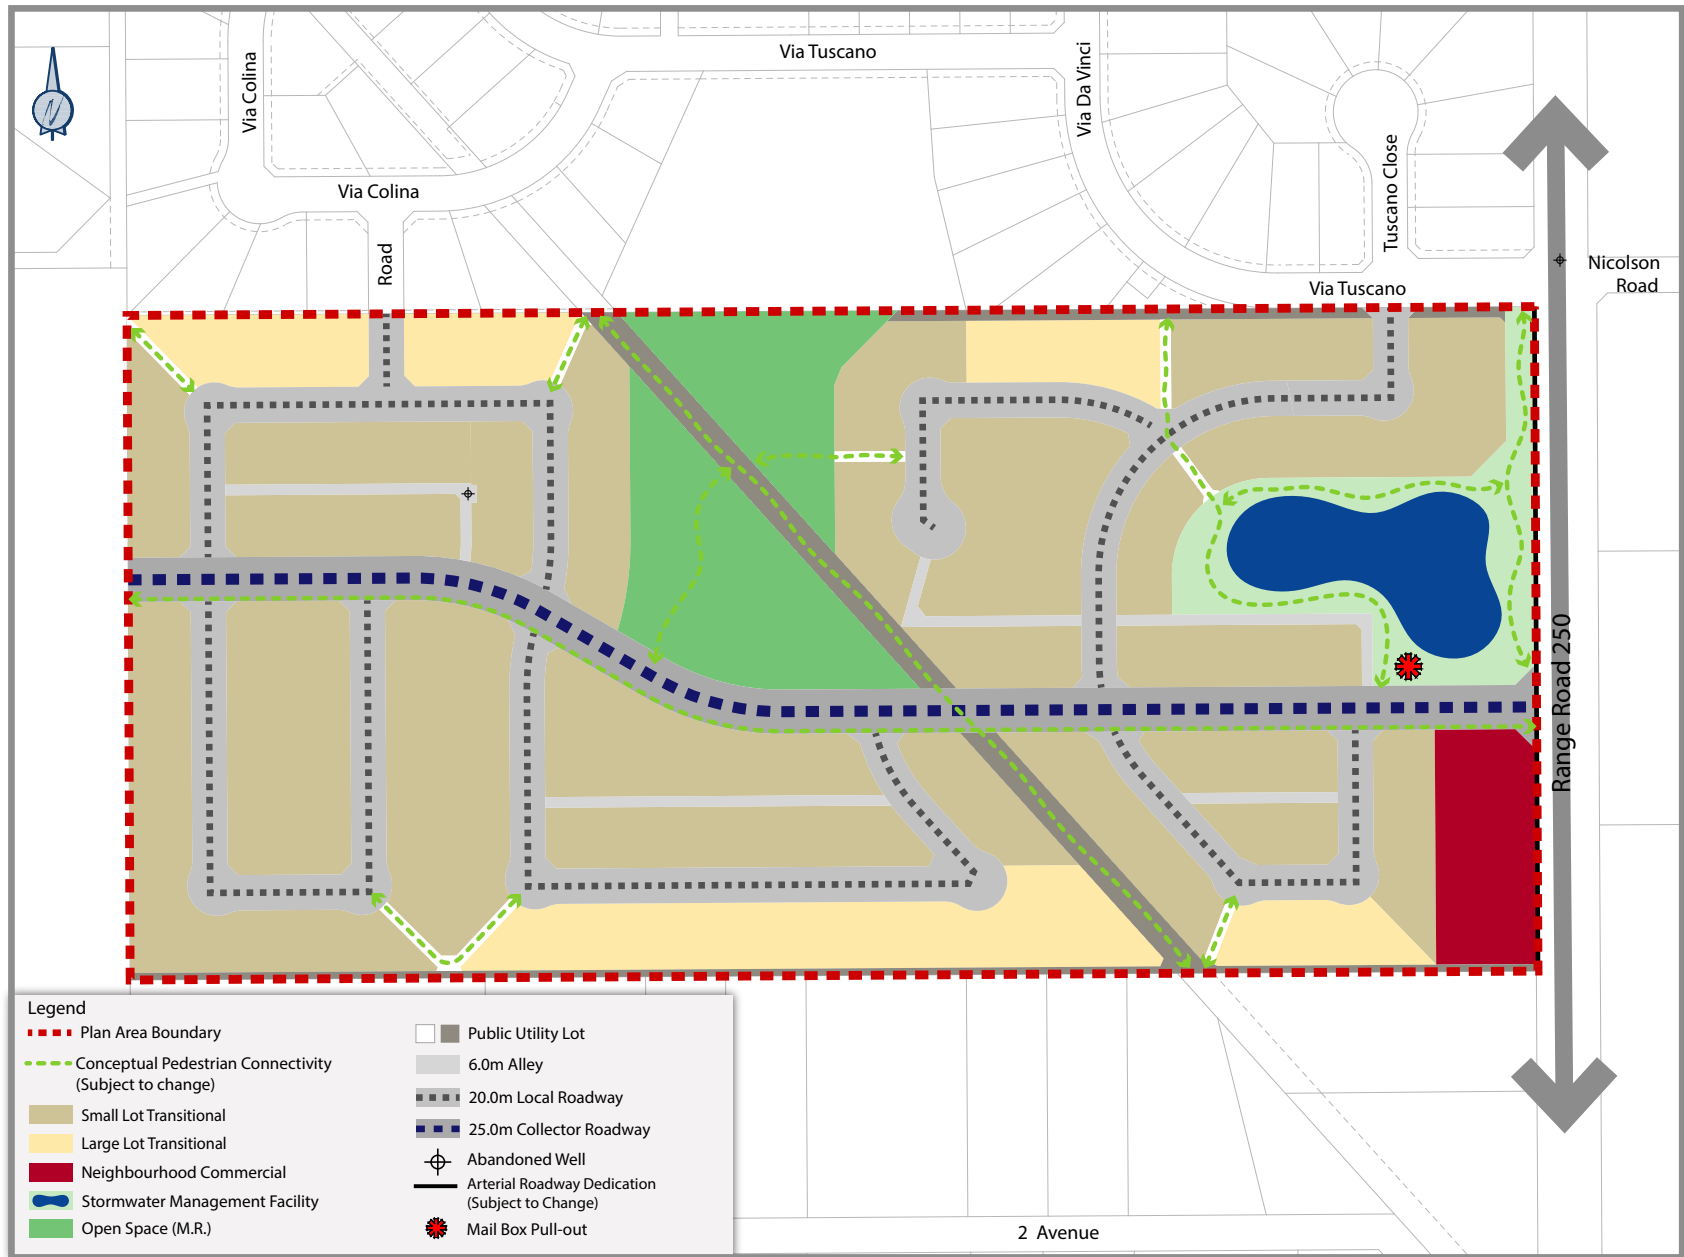 Via Tuscano
Via Colina
Via Da Vinci
Tuscano Close
Via Colina
Road
Nicolson
Road
Via Tuscano
N
Range Road 250
Legend
Plan Area Boundary
Conceptual Pedestrian Connectivity
(Subject to change)
Small Lot Transitional
Large Lot Transitional
Neighbourhood Commercial
Stormwater Management Facility
Open Space (M.R.)
Public Utility Lot
6.0m Alley
20.0m Local Roadway
25.0m Collector Roadway
Abandoned Well
Arterial Roadway Dedication
(Subject to Change)
Mail Box Pull-out
2 Avenue